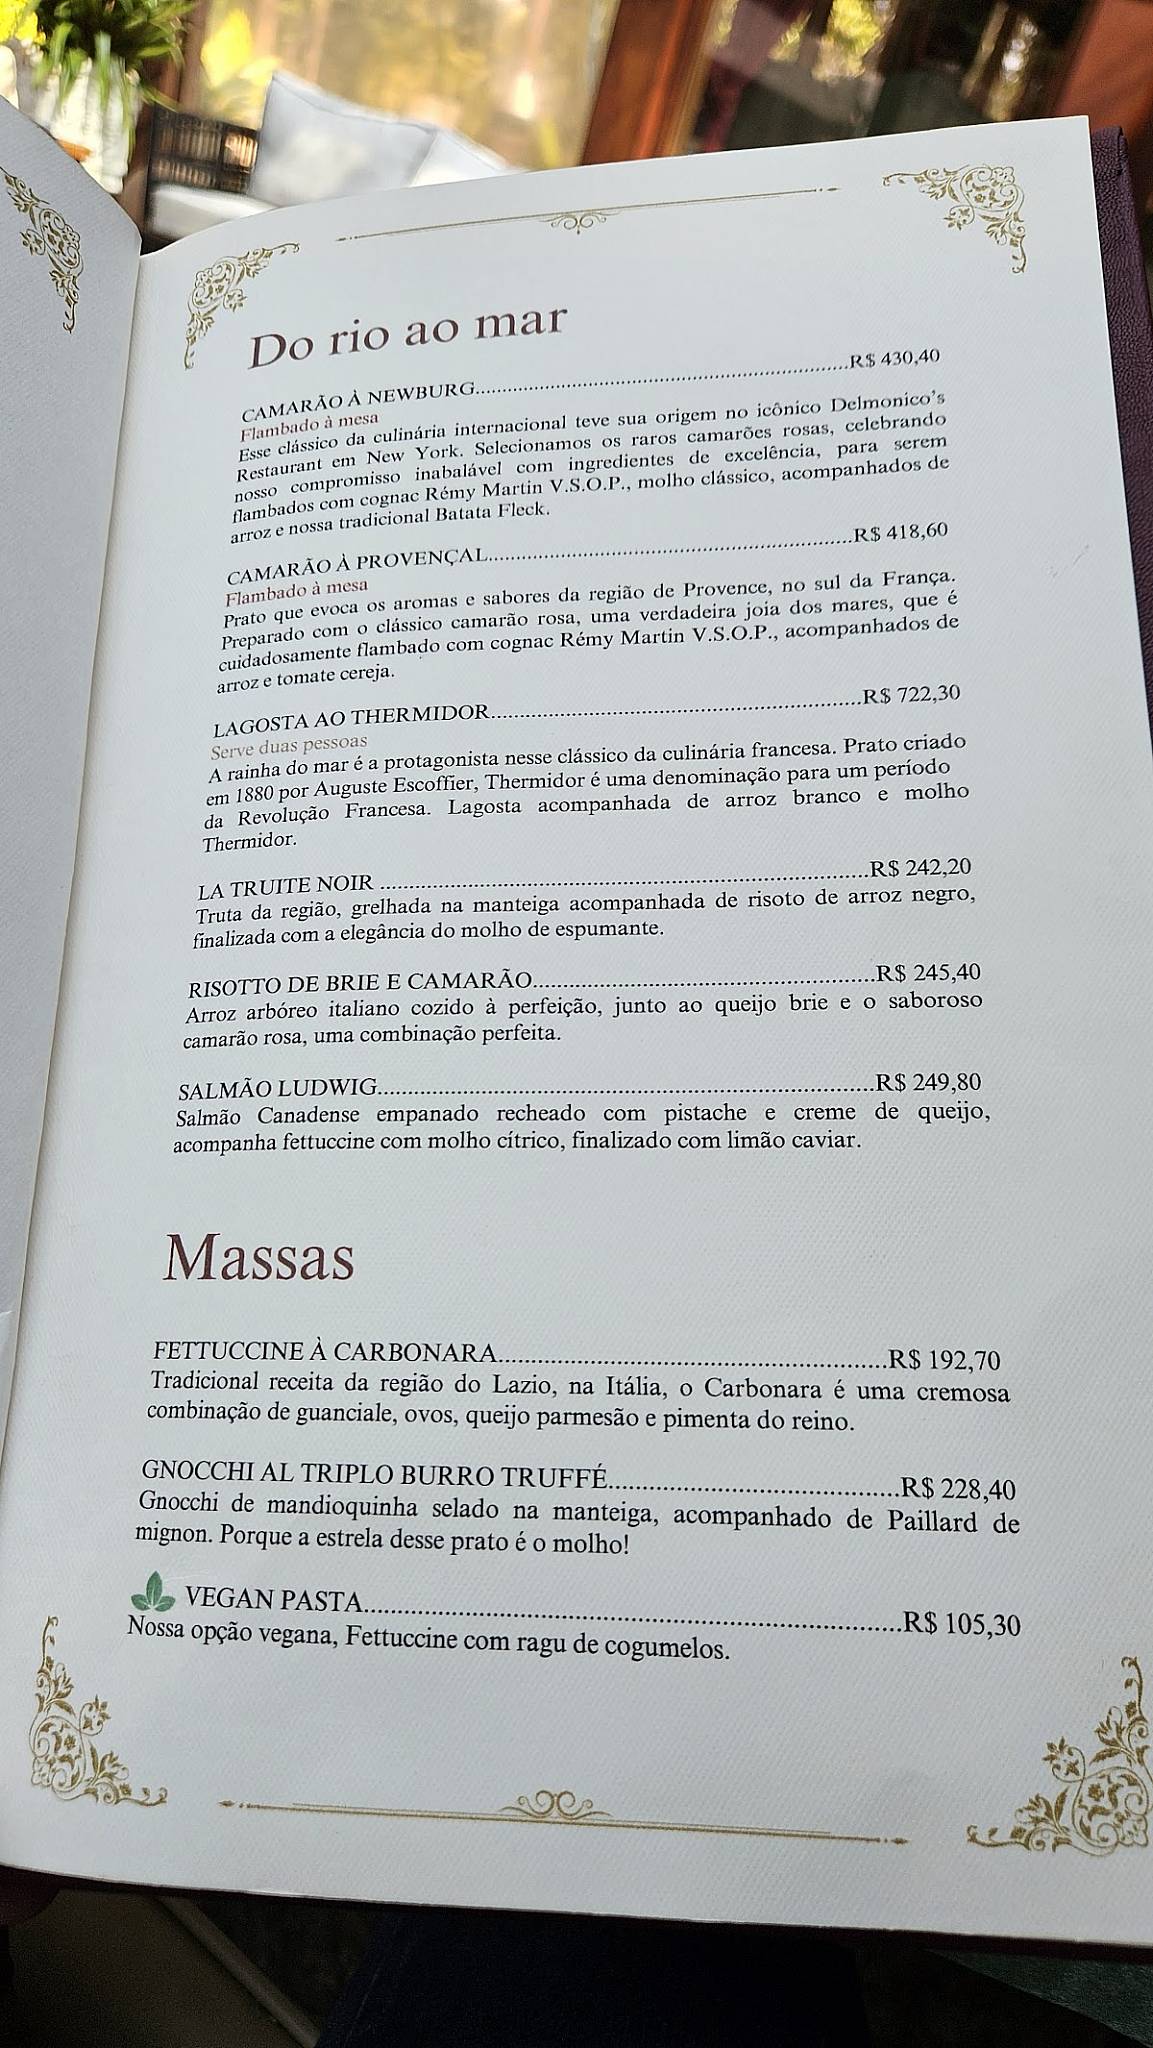 Do rio ao mar
CAMARÃO À NEWBURG..........R$ 430,40
Flambado à mesa
Esse clássico da culinária internacional teve sua origem no icônico Delmonico's
Restaurant em New York. Selecionamos os raros camarões rosas, celebrando
nosso compromisso inabalável com ingredientes de excelência, para serem
flambados com cognac Rémy Martin V.S.O.P., molho clássico, acompanhados de
arroz e nossa tradicional Batata Fleck.
CAMARÃO À PROVENÇAL..........R$ 418,60
Flambado à mesa
Prato que evoca os aromas e sabores da região de Provence, no sul da França.
Preparado com o clássico camarão rosa, uma verdadeira joia dos mares, que é
cuidadosamente flambado com cognac Rémy Martin V.S.O.P., acompanhados de
arroz e tomate cereja.
LAGOSTA AO THERMIDOR..........R$ 722,30
Serve duas pessoas
A rainha do mar é a protagonista nesse clássico da culinária francesa. Prato criado
em 1880 por Auguste Escoffier, Thermidor é uma denominação para um período
da Revolução Francesa. Lagosta acompanhada de arroz branco e molho
Thermidor.
LA TRUITE NOIR ..........R$ 242,20
Truta da região, grelhada na manteiga acompanhada de risoto de arroz negro,
finalizada com a elegância do molho de espumante.
RISOTTO DE BRIE E CAMARÃO..........R$ 245,40
Arroz arbóreo italiano cozido à perfeição, junto ao queijo brie e o saboroso
camarão rosa, uma combinação perfeita.
SALMÃO LUDWIG..........R$ 249,80
Salmão Canadense empanado recheado com pistache e creme de queijo,
acompanha fettuccine com molho cítrico, finalizado com limão caviar.
Massas
FETTUCCINE À CARBONARA..........R$ 192,70
Tradicional receita da região do Lazio, na Itália, o Carbonara é uma cremosa
combinação de guanciale, ovos, queijo parmesão e pimenta do reino.
GNOCCHI AL TRIPLO BURRO TRUFFÉ..........R$ 228,40
Gnocchi de mandioquinha selado na manteiga, acompanhado de Paillard de
mignon. Porque a estrela desse prato é o molho!
VEGAN PASTA..........R$ 105,30
Nossa opção vegana, Fettuccine com ragu de cogumelos.